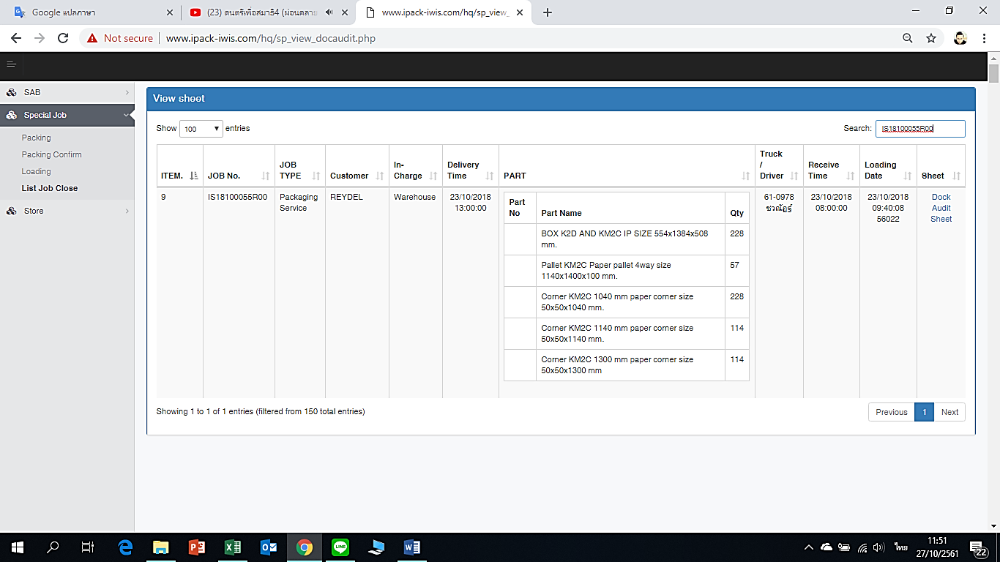 Google แปลภาษา
(23) ดนตรีเพื่อสมาธิ4 (ผ่อนคลาย
www.ipack-iwis.com/hq/sp_view_
Not secure
www.ipack-iwis.com/hq/sp_view_docaudit.php
SAB
Special Job
Packing
Packing Confirm
Loading
List Job Close
Store
View sheet
Show 100 entries
Search: IS18100055R00
ITEM.
JOB No.
JOB TYPE
Customer
In-Charge
Delivery Time
PART
Truck / Driver
Receive Time
Loading Date
Sheet
9
IS18100055R00
Packaging
Service
REYDEL
Warehouse
23/10/2018
13:00:00
Part No
Part Name
Qty
BOX K2D AND KM2C IP SIZE 554x1384x508
mm.
228
Pallet KM2C Paper pallet 4way size
1140x1400x100 mm.
57
Corner KM2C 1040 mm paper corner size
50x50x1040 mm.
228
Corner KM2C 1140 mm paper corner size
50x50x1140 mm.
114
Corner KM2C 1300 mm paper corner size
50x50x1300 mm
114
61-0978
ชวณัฏฐ์
23/10/2018
08:00:00
23/10/2018
09:40:08
56022
Dock
Audit
Sheet
Showing 1 to 1 of 1 entries (filtered from 150 total entries)
Previous 1 Next
ไทย
11:51
27/10/2561
22